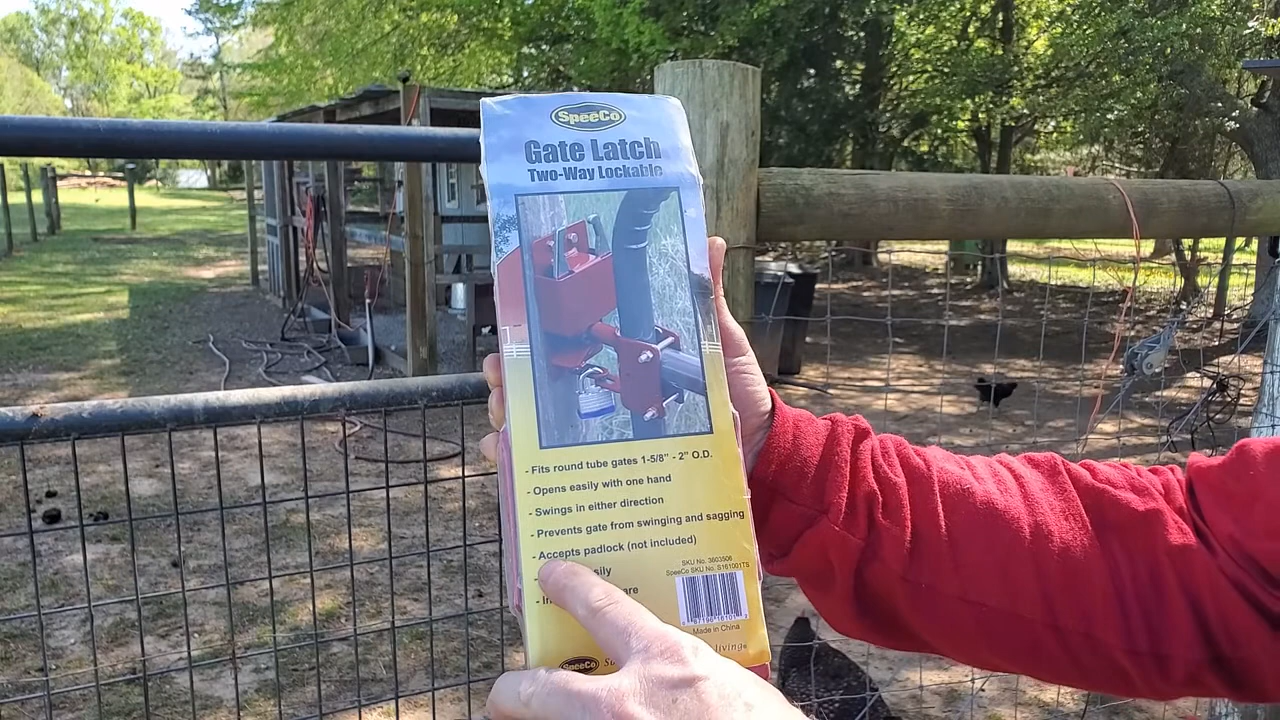 SpeeCo
Gate Latch
Two-Way Lockable
- Fits round tube gates 1-5/8" - 2" O.D.
- Opens easily with one hand
- Swings in either direction
- Prevents gate from swinging and sagging
- Accepts padlock (not included)
SKU No. 3603506
SpeeCo SKU No. S161001TS
Made in China
SpeeCo
living®